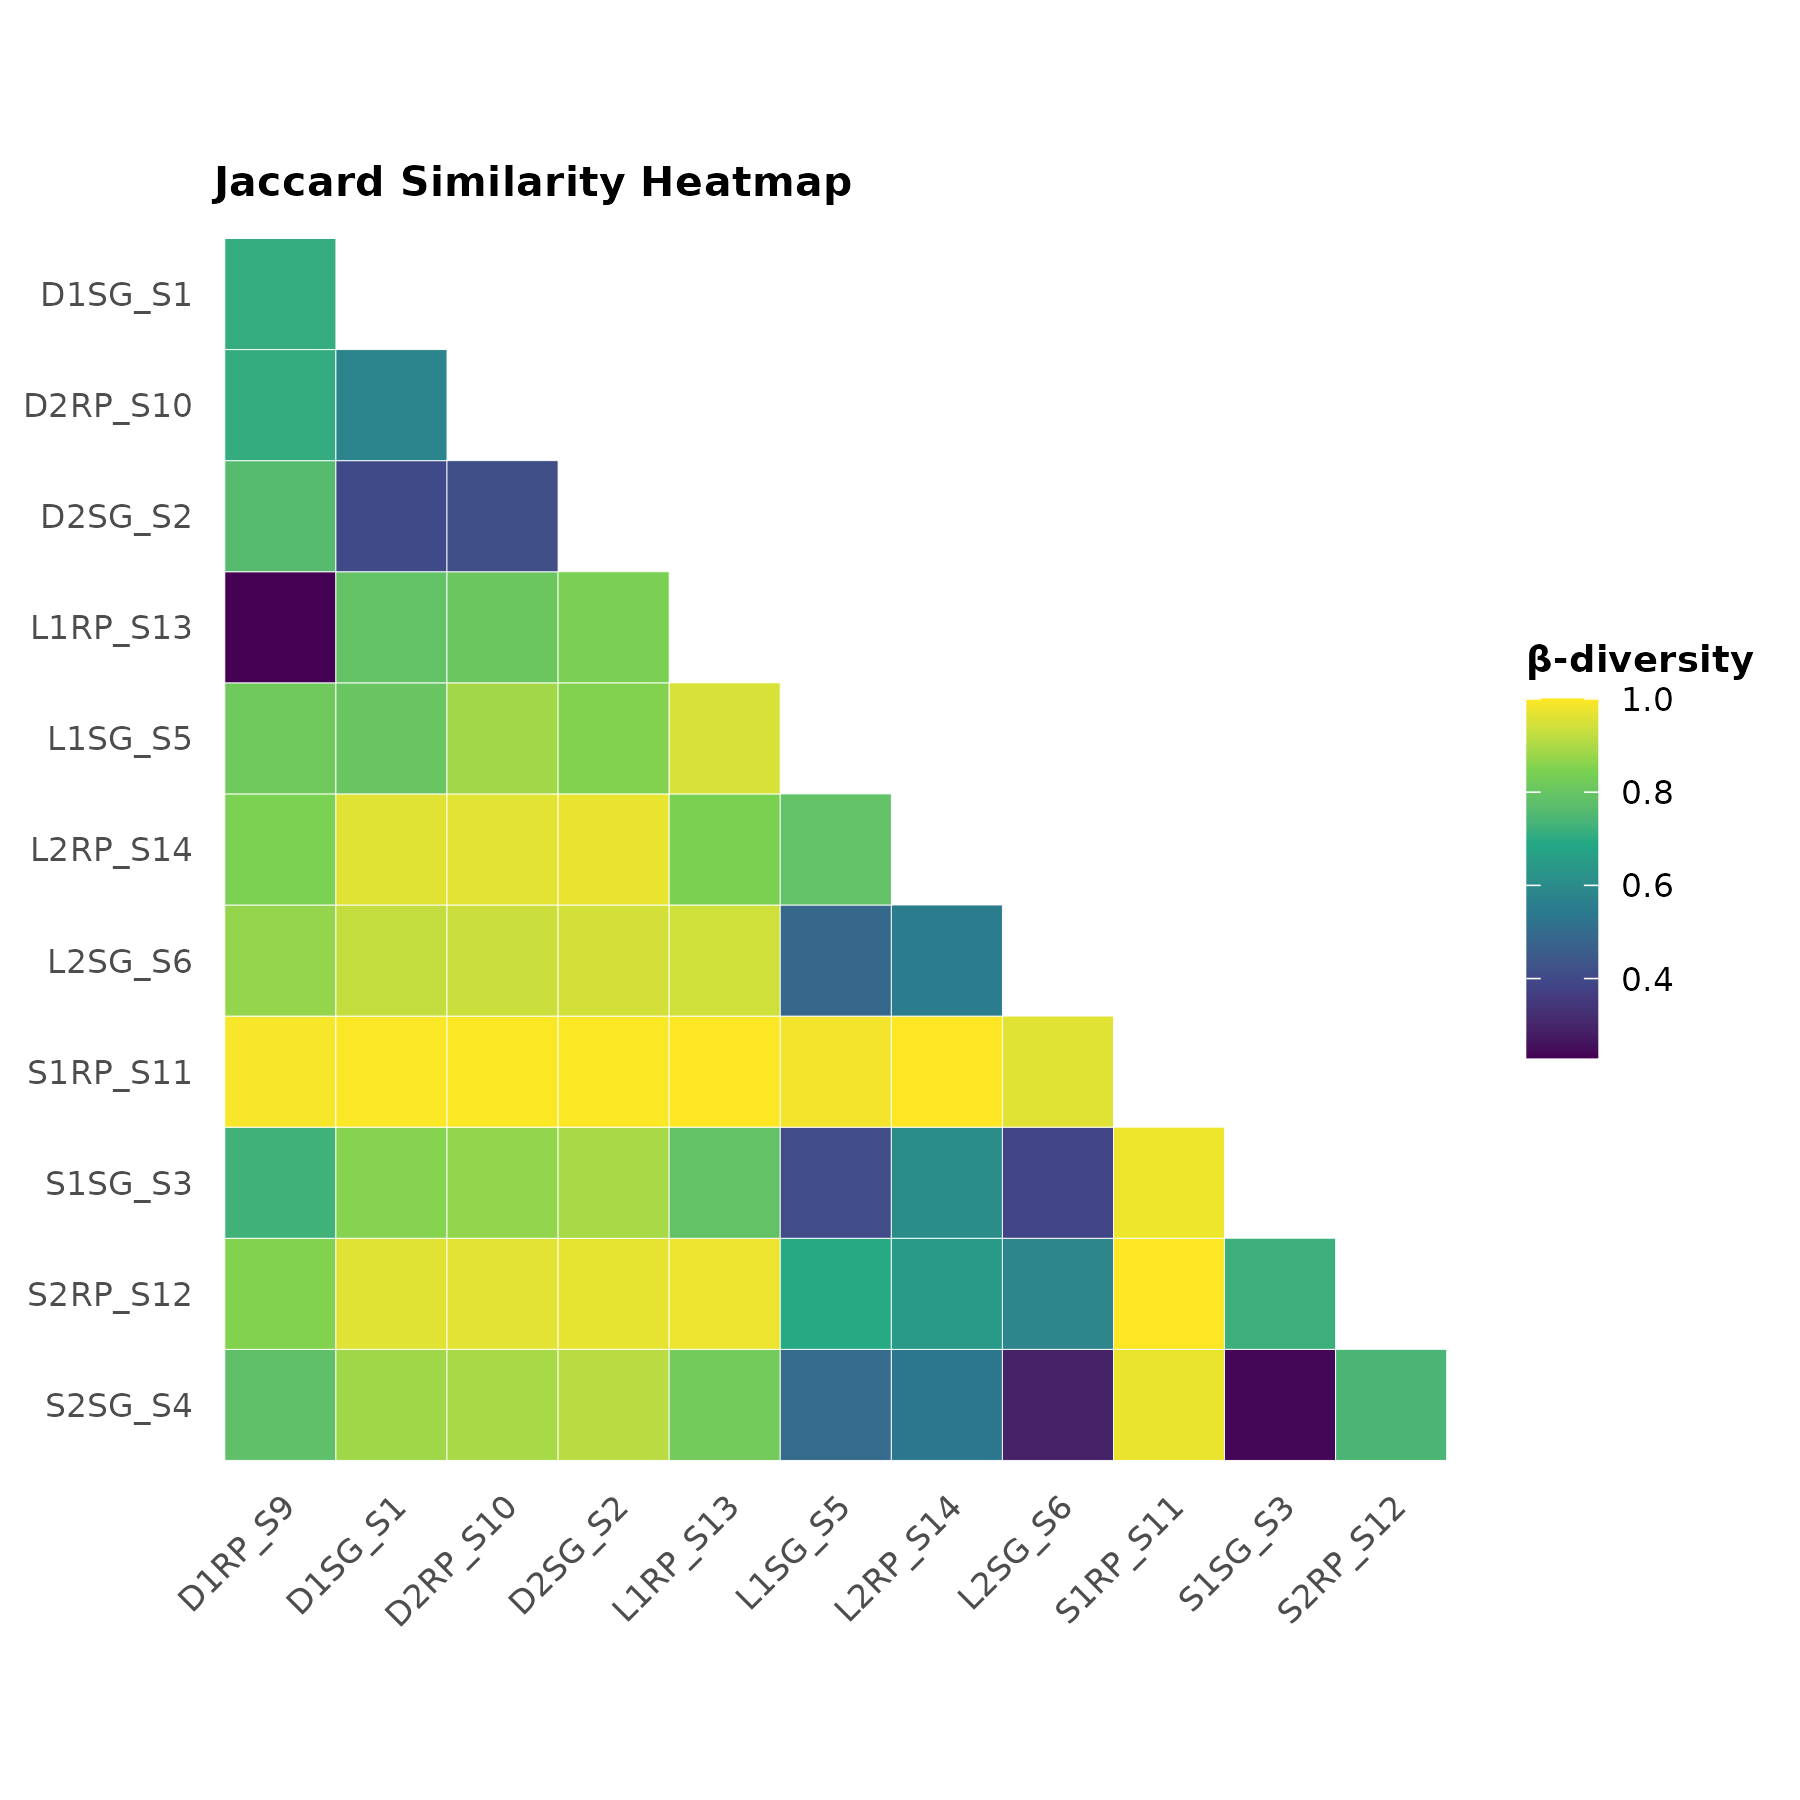 Jaccard Similarity Heatmap
D1SG_S1
D2RP_S10
D2SG_S2
L1RP_S13
L1SG_S5
L2RP_S14
L2SG_S6
S1RP_S11
S1SG_S3
S2RP_S12
S2SG_S4
D1RP_S9
D1SG_S1
D2RP_S10
D2SG_S2
L1RP_S13
L1SG_S5
L2RP_S14
L2SG_S6
S1RP_S11
S1SG_S3
S2RP_S12
β-diversity
1.0
0.8
0.6
0.4